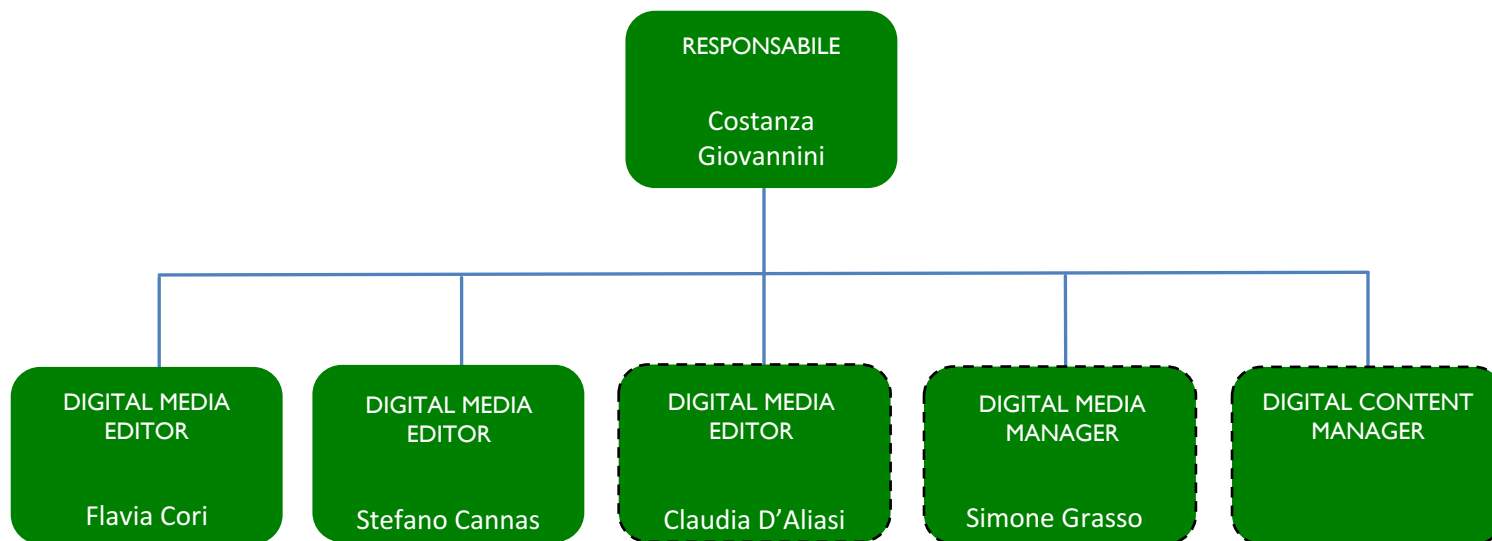 RESPONSABILE
Costanza
Giovannini
DIGITAL MEDIA
EDITOR
Flavia Cori
DIGITAL MEDIA
EDITOR
Stefano Cannas
DIGITAL MEDIA
EDITOR
Claudia D’Aliasi
DIGITAL MEDIA
MANAGER
Simone Grasso
DIGITAL CONTENT
MANAGER